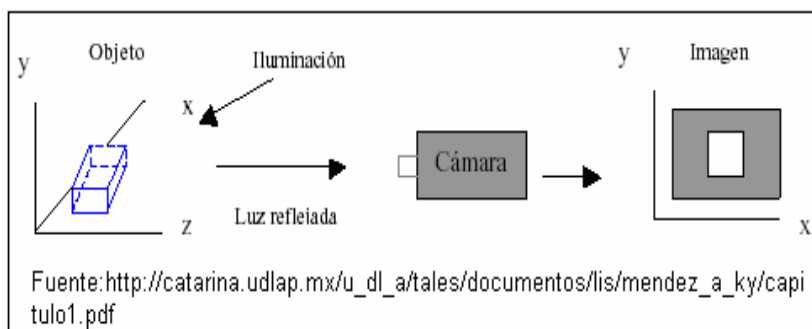 y
Objeto
Iluminación
x
z
Luz refleiada
Cámara
y
Imagen
x
Fuente:http://catarina.udlap.mx/u_dl_a/tales/documentos/lis/mendez_a_ky/capi
tulo1.pdf